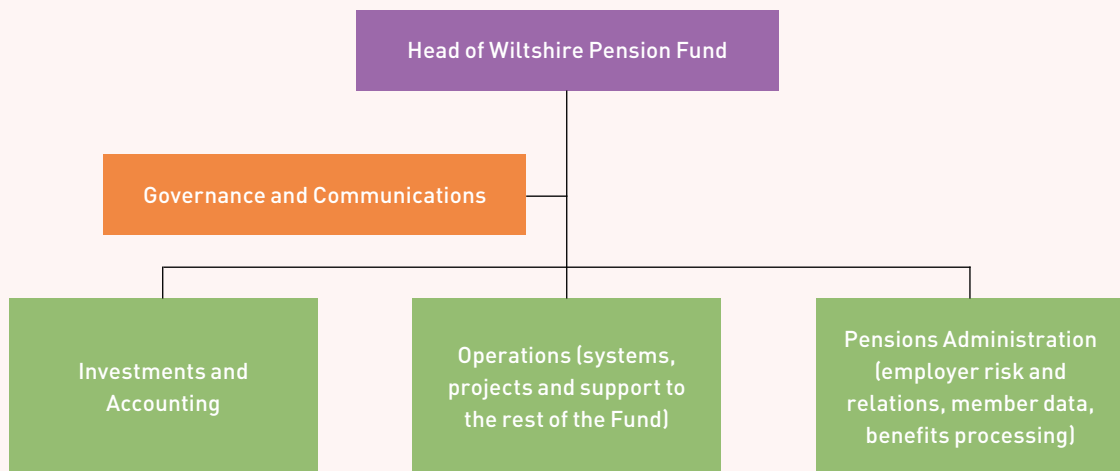 Head of Wiltshire Pension Fund
Governance and Communications
Investments and
Accounting
Operations (systems,
projects and support to
the rest of the Fund)
Pensions Administration
(employer risk and
relations, member data,
benefits processing)